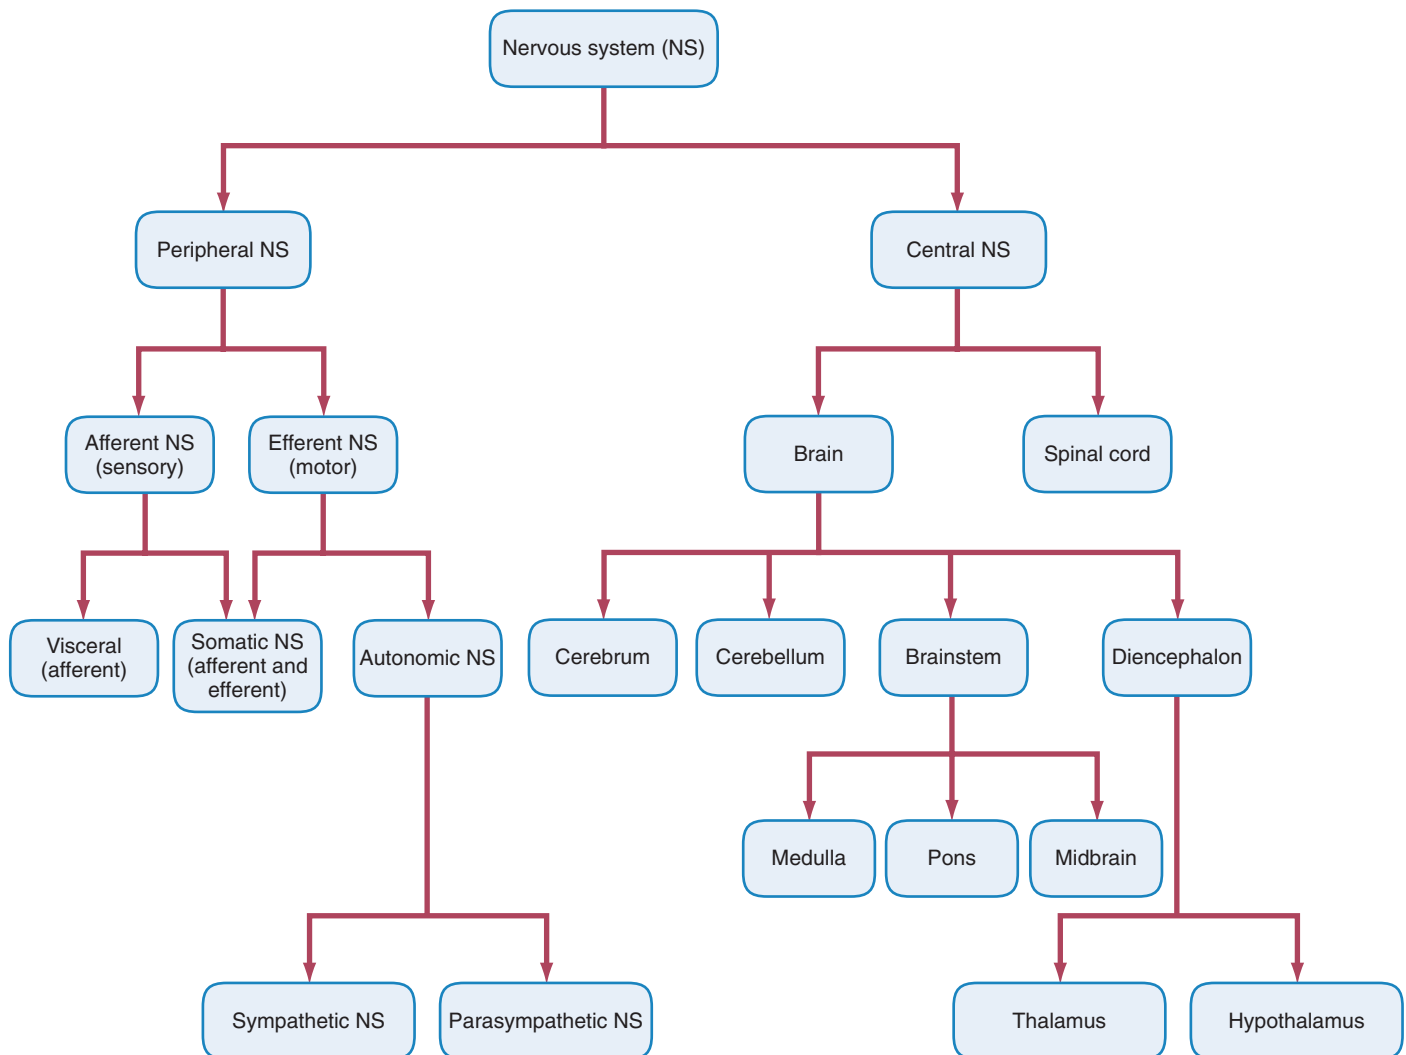 Nervous system (NS)
Peripheral NS
Central NS
Afferent NS
(sensory)
Efferent NS
(motor)
Brain
Spinal cord
Visceral
(afferent)
Somatic NS
(afferent and
efferent)
Autonomic NS
Cerebrum
Cerebellum
Brainstem
Diencephalon
Medulla
Pons
Midbrain
Sympathetic NS
Parasympathetic NS
Thalamus
Hypothalamus